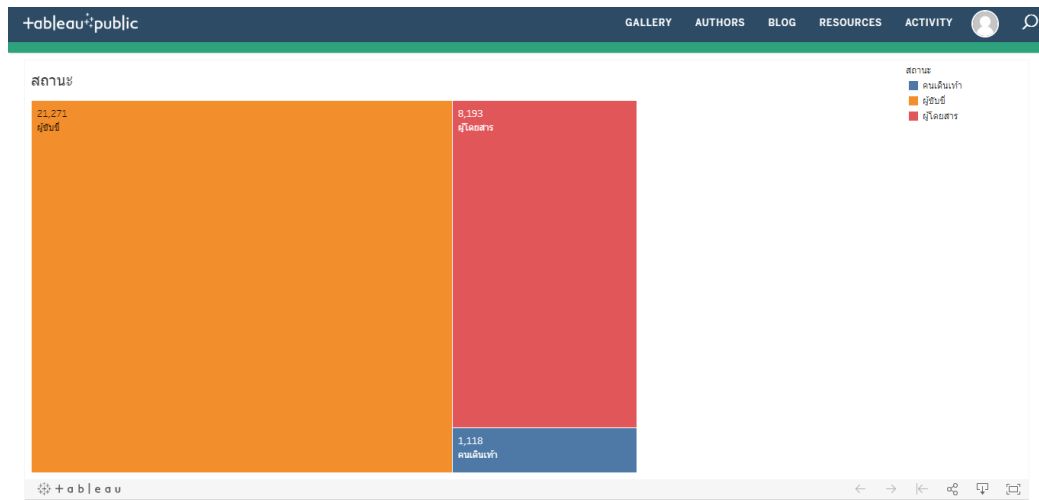 +ableau public
GALLERY AUTHORS BLOG RESOURCES ACTIVITY
สถานะ
21,271
ผู้ขับขี่
8,193
ผู้โดยสาร
1,118
คนเดินเท้า
สถานะ
คนเดินเท้า
ผู้ขับขี่
ผู้โดยสาร
+ableau